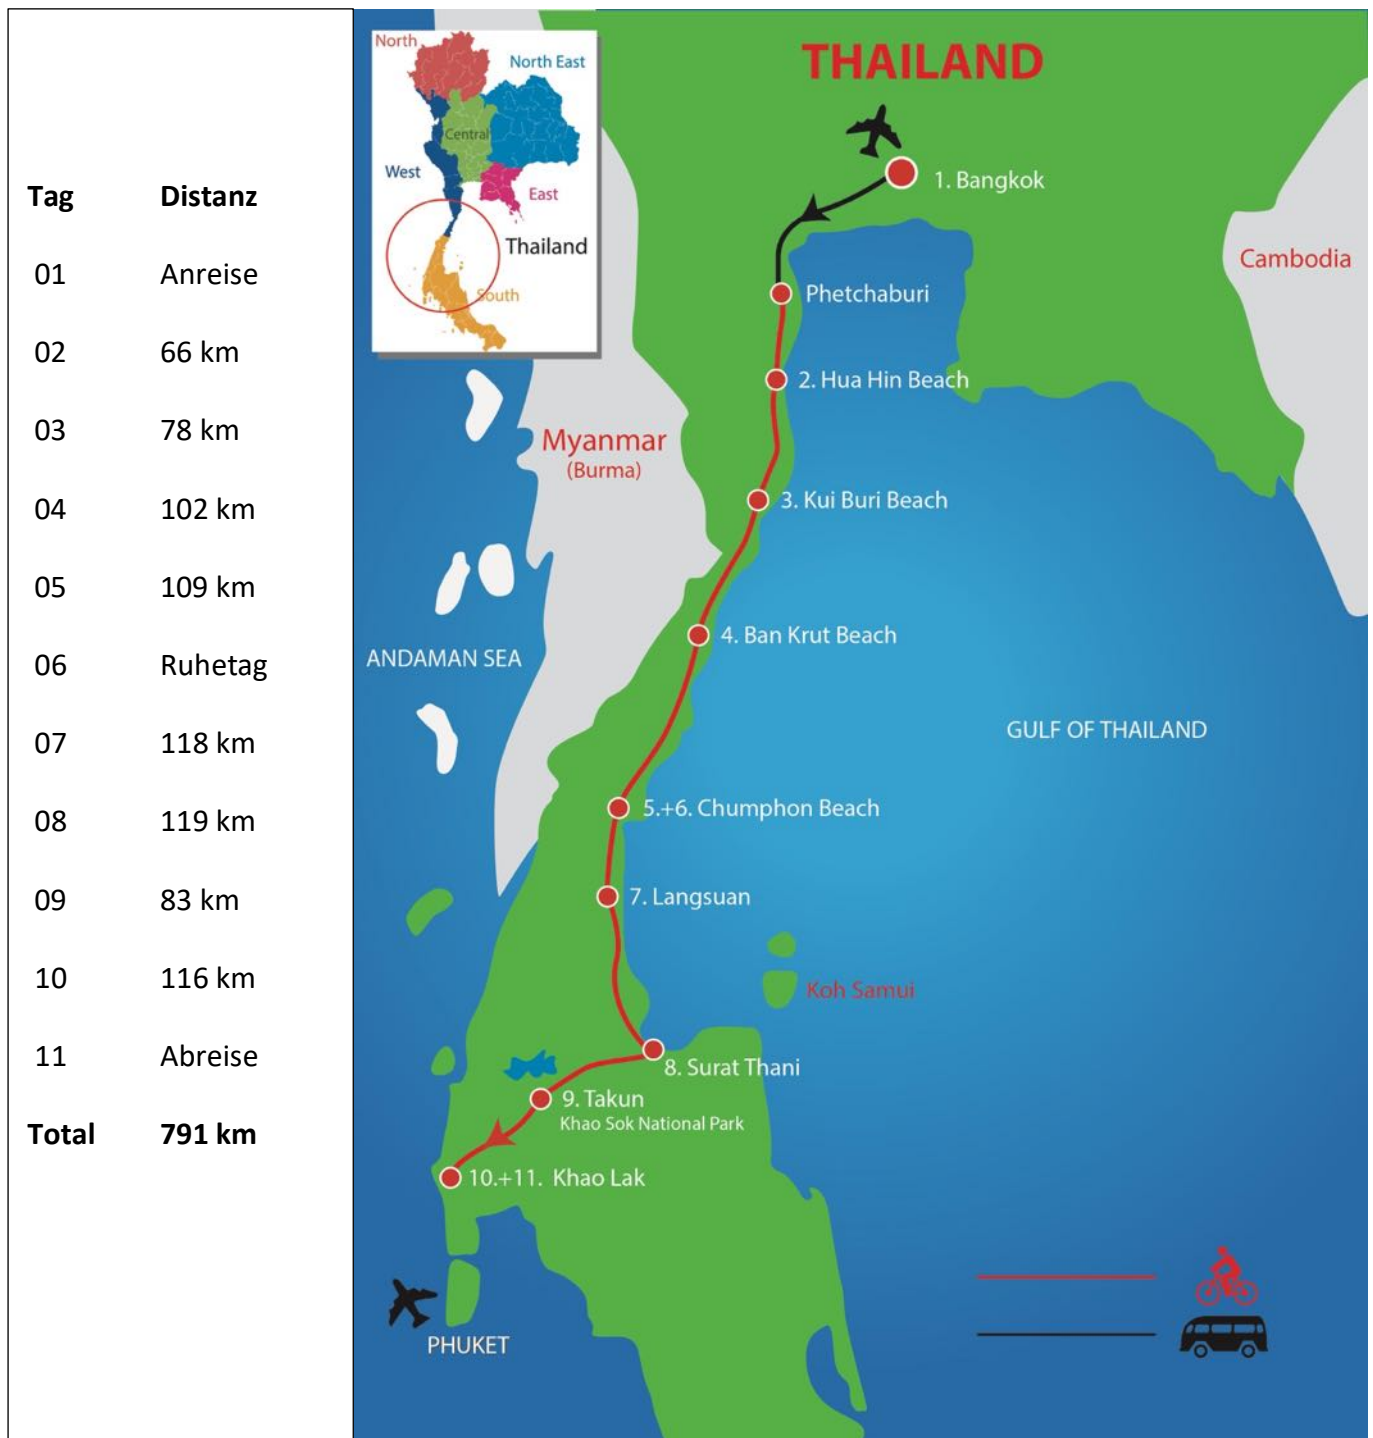 Tag Distanz
01 Anreise
02 66 km
03 78 km
04 102 km
05 109 km
06 Ruhetag
07 118 km
08 119 km
09 83 km
10 116 km
11 Abreise
Total 791 km
North
North East
Central
West
East
Thailand
South
THAILAND
1. Bangkok
Cambodia
Phetchaburi
2. Hua Hin Beach
Myanmar
(Burma)
3. Kui Buri Beach
4. Ban Krut Beach
ANDAMAN SEA
GULF OF THAILAND
5.+6. Chumphon Beach
7. Langsuan
Koh Samui
8. Surat Thani
9. Takun
Khao Sok National Park
10.+11. Khao Lak
PHUKET